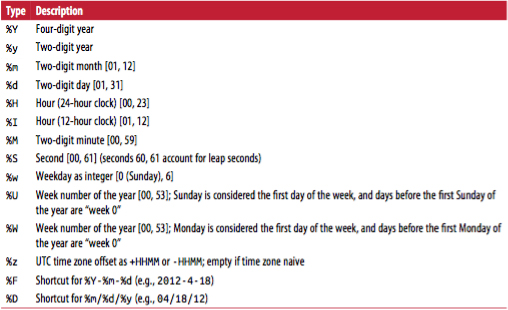 Type Description
%Y Four-digit year
%y Two-digit year
%m Two-digit month [01, 12]
%d Two-digit day [01, 31]
%H Hour (24-hour clock) [00, 23]
%I Hour (12-hour clock) [01, 12]
%M Two-digit minute [00, 59]
%S Second [00, 61] (seconds 60, 61 account for leap seconds)
%w Weekday as integer [0 (Sunday), 6]
%U Week number of the year [00, 53]; Sunday is considered the first day of the week, and days before the first Sunday of
the year are “week 0”
%W Week number of the year [00, 53]; Monday is considered the first day of the week, and days before the first Monday of
the year are “week 0”
%z UTC time zone offset as +HHMM or -HHMM; empty if time zone naive
%F Shortcut for %Y-%m-%d (e.g., 2012-4-18)
%D Shortcut for %m/%d/%y (e.g., 04/18/12)